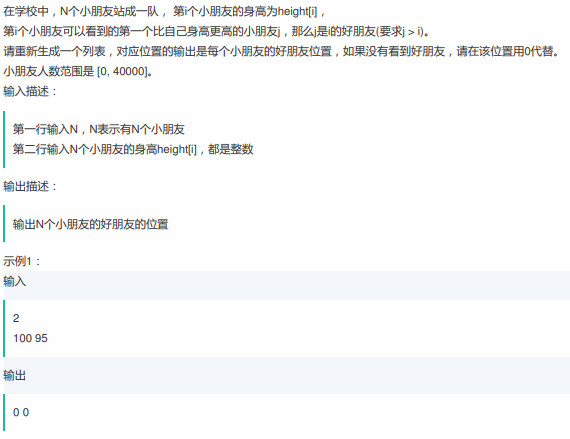 在学校中，N个小朋友站成一队， 第i个小朋友的身高为height[i]，
第i个小朋友可以看到的第一个比自己身高更高的小朋友j，那么j是i的好朋友(要求j > i)。
请重新生成一个列表，对应位置的输出是每个小朋友的好朋友位置，如果没有看到好朋友，请在该位置用0代替。
小朋友人数范围是 [0, 40000]。
输入描述：
第一行输入N，N表示有N个小朋友
第二行输入N个小朋友的身高height[i]，都是整数
输出描述：
输出N个小朋友的好朋友的位置
示例1：
输入
2
100 95
输出
0 0